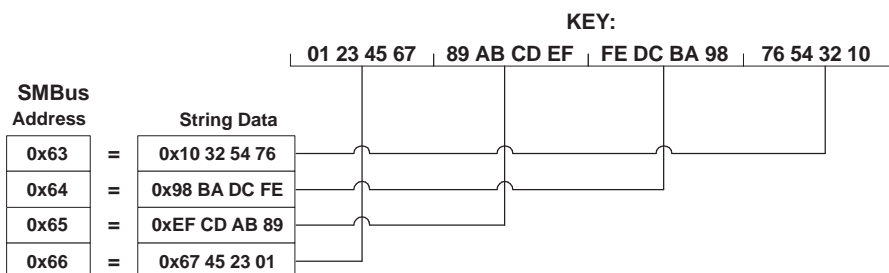 KEY:
01 23 45 67 89 AB CD EF FE DC BA 98 76 54 32 10
SMBus
Address String Data
0x63 = 0x10 32 54 76
0x64 = 0x98 BA DC FE
0x65 = 0xEF CD AB 89
0x66 = 0x67 45 23 01